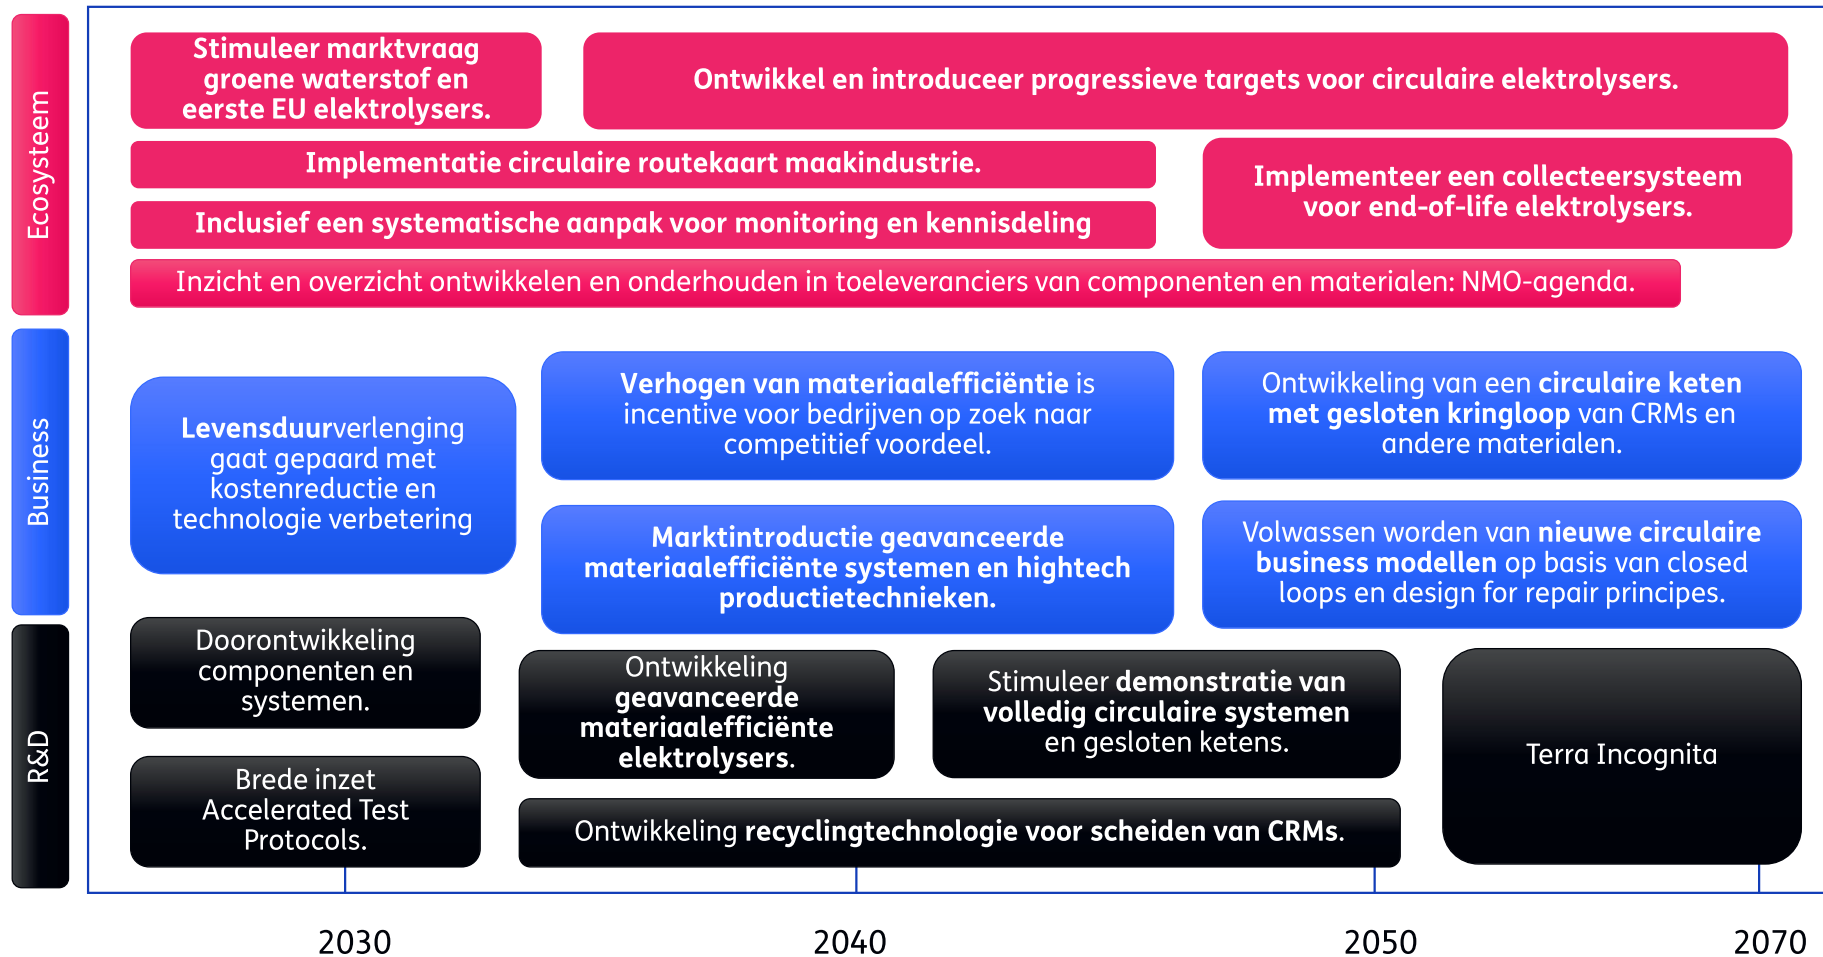 Ecosysteem
Stimuleer marktvraag
groene waterstof en
eerste EU elektrolysers.
Ontwikkel en introduceer progressieve targets voor circulaire elektrolysers.
Implementatie circulaire routekaart maakindustrie.
Inclusief een systematische aanpak voor monitoring en kennisdeling
Implementeer een collecteersysteem
voor end-of-life elektrolysers.
Inzicht en overzicht ontwikkelen en onderhouden in toeleveranciers van componenten en materialen: NMO-agenda.
Business
Levensduurverlenging
gaat gepaard met
kostenreductie en
technologie verbetering
Verhogen van materiaalefficiëntie is
incentive voor bedrijven op zoek naar
competitief voordeel.
Ontwikkeling van een circulaire keten
met gesloten kringloop van CRMs en
andere materialen.
Marktintroductie geavanceerde
materiaalefficiënte systemen en hightech
productietechnieken.
Volwassen worden van nieuwe circulaire
business modellen op basis van closed
loops en design for repair principes.
R&D
Doorontwikkeling
componenten en
systemen.
Ontwikkeling
geavanceerde
materiaalefficiënte
elektrolysers.
Stimuleer demonstratie van
volledig circulaire systemen
en gesloten ketens.
Terra Incognita
Brede inzet
Accelerated Test
Protocols.
Ontwikkeling recyclingtechnologie voor scheiden van CRMs.
2030
2040
2050
2070